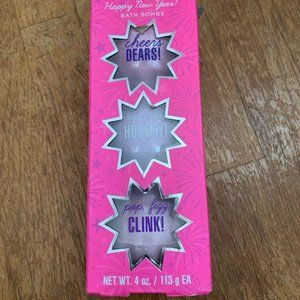 Happy New Year!
BATH BOMBS
cheers
DEARS!
pop, fizz
CLINK!
NET WT. 4 oz. / 113 g EA